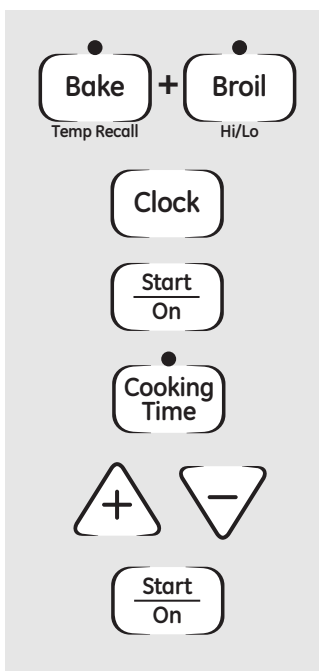 Bake + Broil
Temp Recall Hi/Lo
Clock
Start
On
Cooking
Time
+ −
Start
On